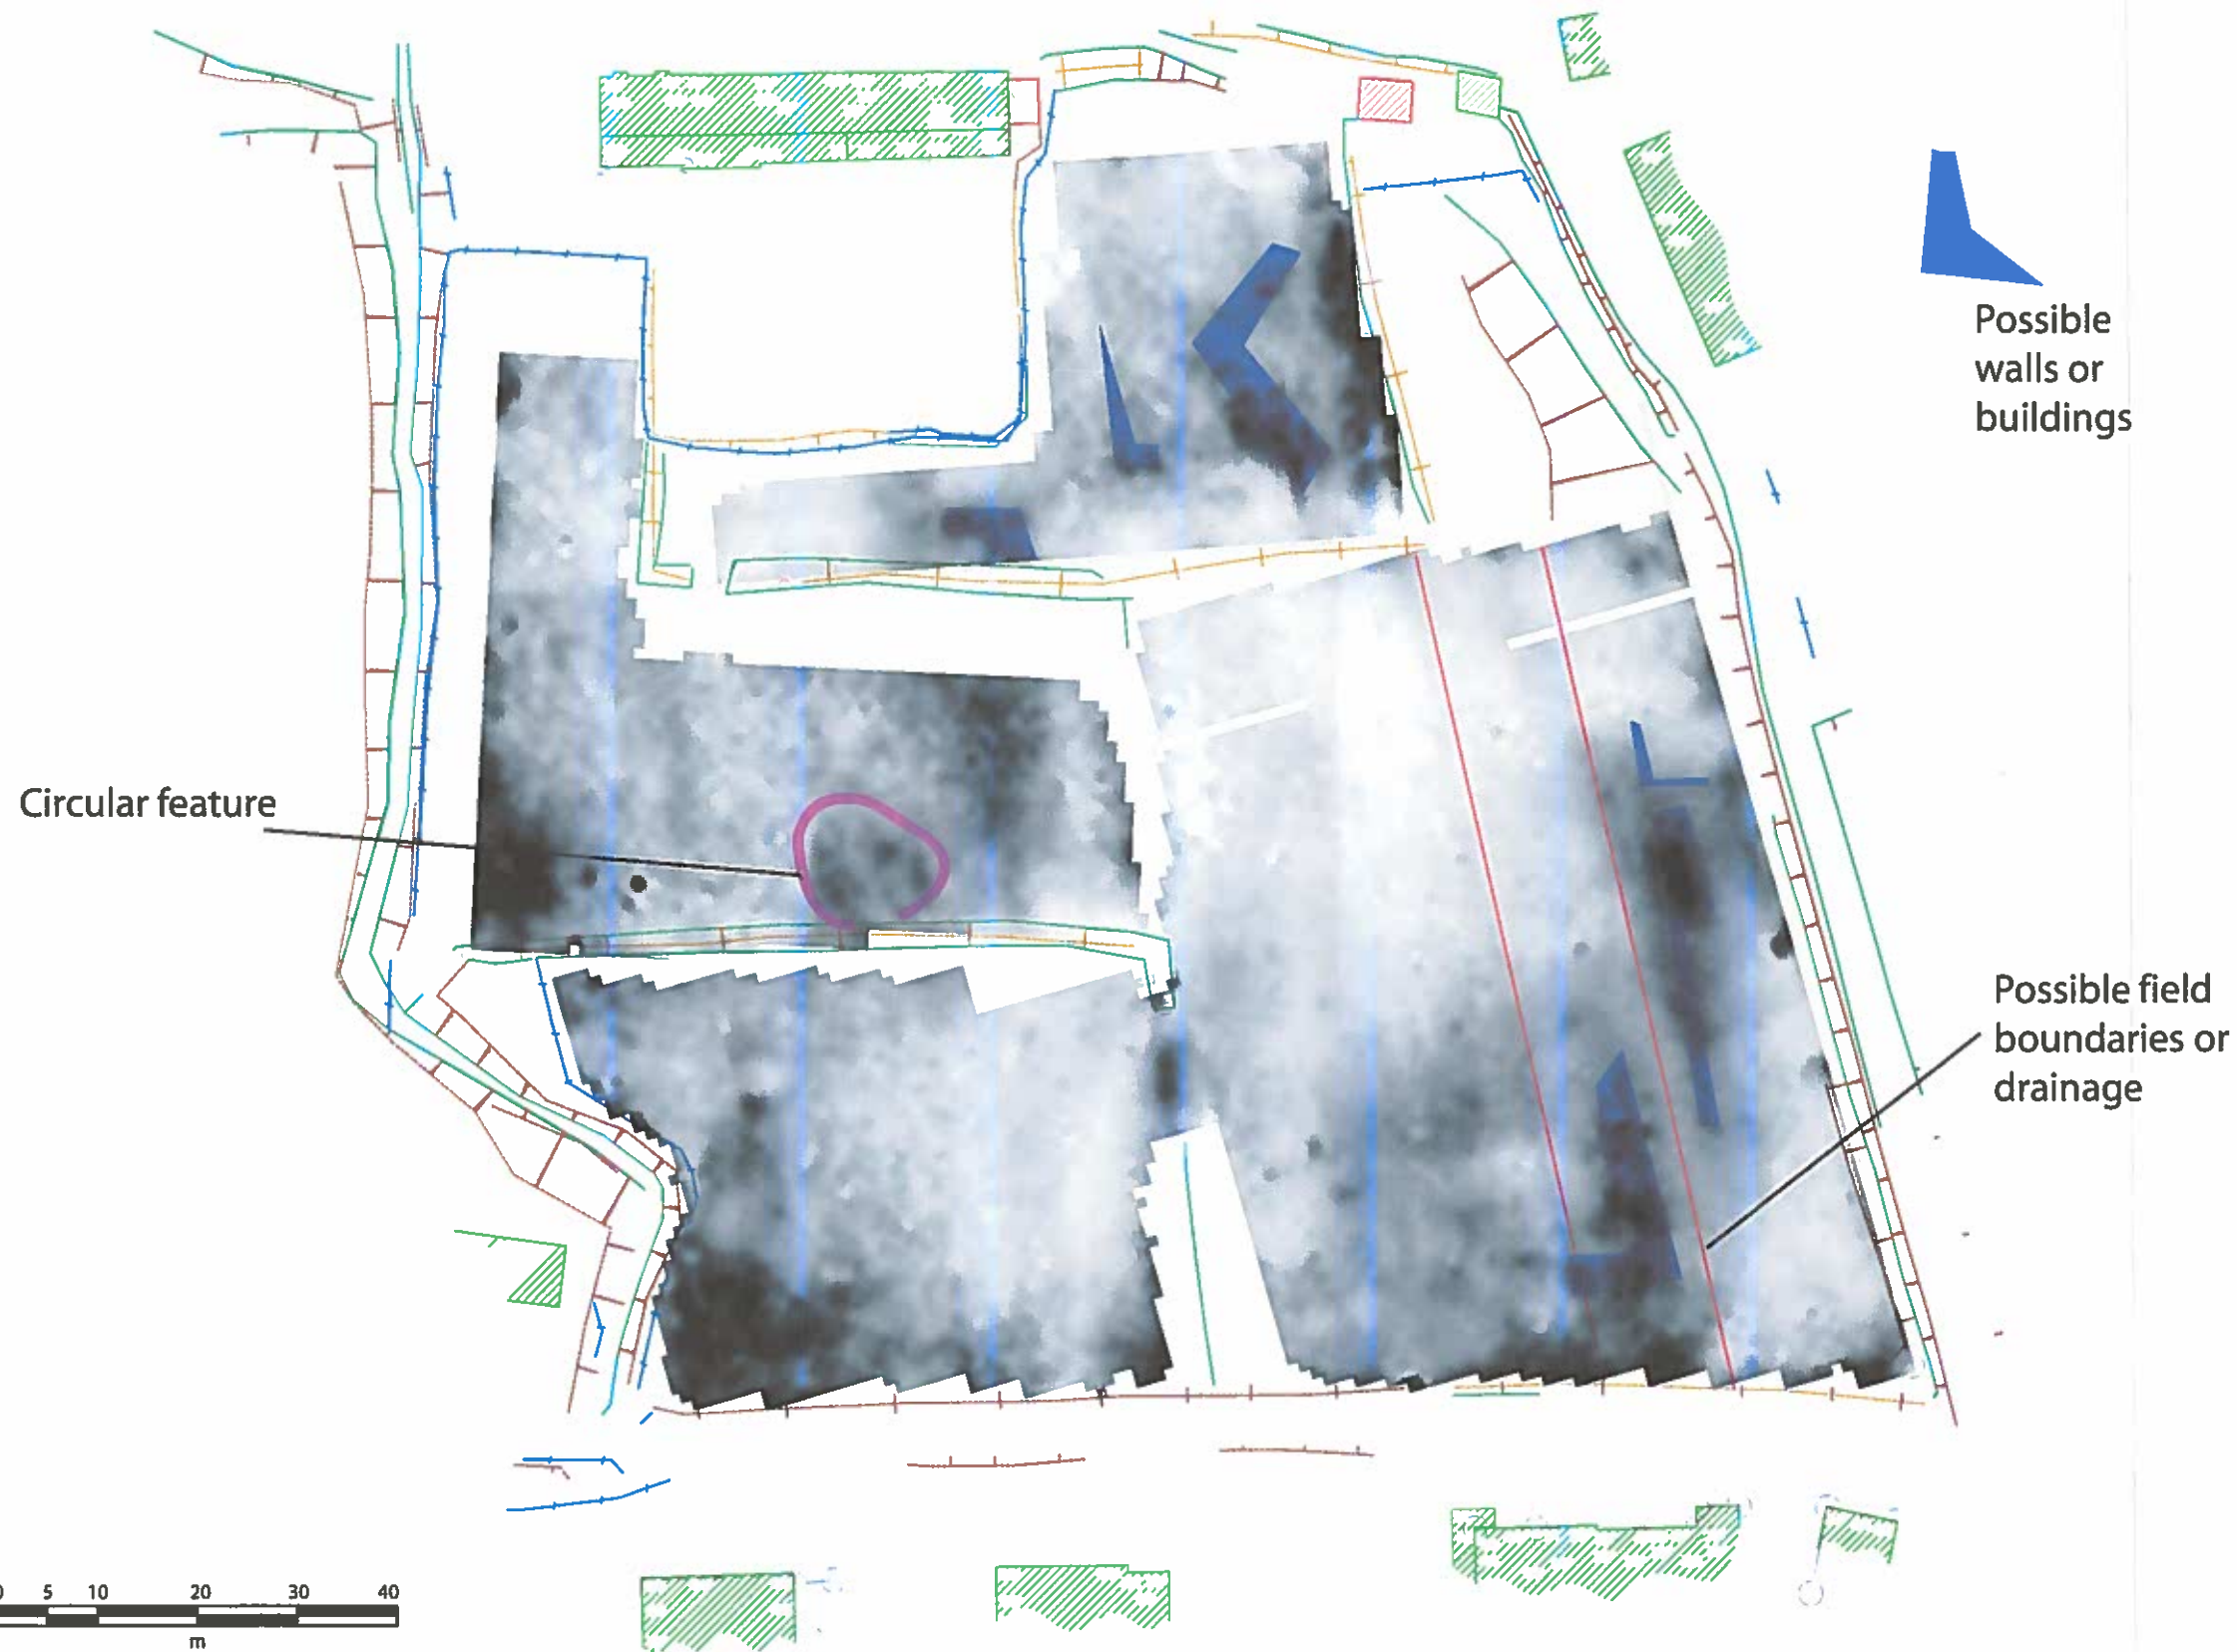 Possible
walls or
buildings
Circular feature
Possible field
boundaries or
drainage
0 5 10 20 30 40
m